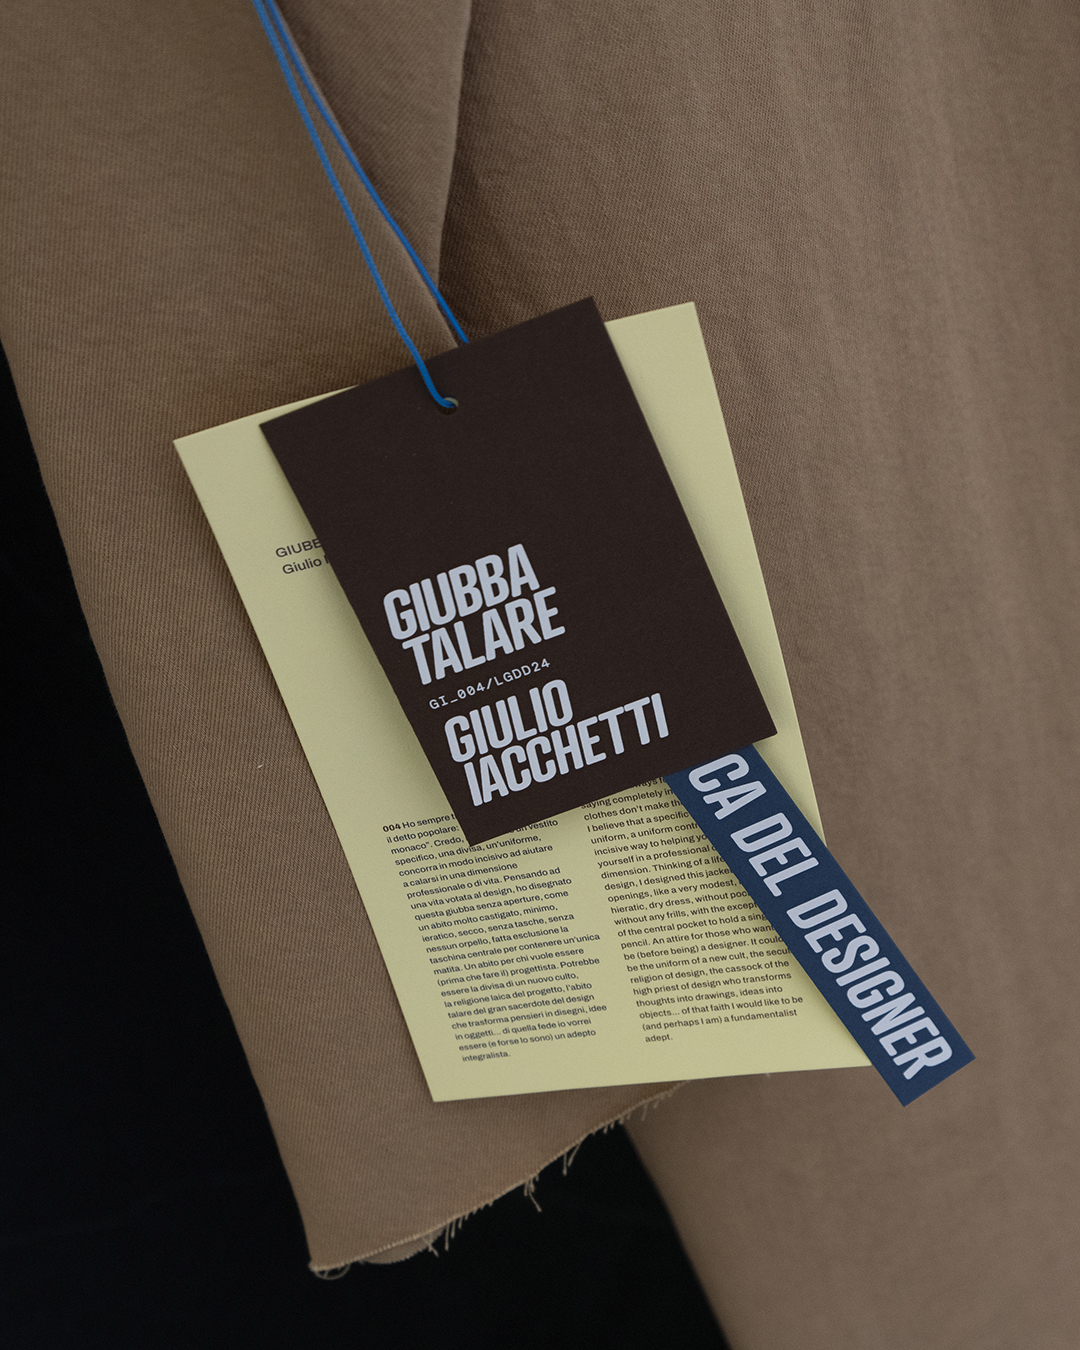 GIUBBA
TALARE
GI_004/LGDD24
GIULIO
IACCHETTI
CA DEL DESIGNER
GIUBB
Giulio
004 Ho sempre
il detto popolare: un vestito
monaco". Credo,
specifico, una divisa, un'uniforme,
concorra in modo incisivo ad aiutare
a calarsi in una dimensione
professionale o di vita. Pensando ad
una vita votata al design, ho disegnato
questa giubba senza aperture, come
un abito molto castigato, minimo,
ieratico, secco, senza tasche, senza
nessun orpello, fatta esclusione la
taschina centrale per contenere un'unica
matita. Un abito per chi vuole essere
(prima che fare il) progettista. Potrebbe
essere la divisa di un nuovo culto,
la religione laica del progetto, l'abito
talare del gran sacerdote del design
che trasforma pensieri in disegni, idee
in oggetti... di quella fede io vorrei
essere (e forse lo sono) un adepto
integralista.
saying completely
clothes don't make
I believe that a specific
uniform, a uniform
incisive way to helping
yourself in a professional
dimension. Thinking of a
design, I designed this
openings, like a very modest,
hieratic, dry dress, without
without any frills, with the
of the central pocket to hold a
pencil. An attire for those who
be (before being) a designer. It could
be the uniform of a new cult, the
religion of design, the cassock of the
high priest of design who transforms
thoughts into drawings, ideas into
objects... of that faith I would like to be
(and perhaps I am) a fundamentalist
adept.